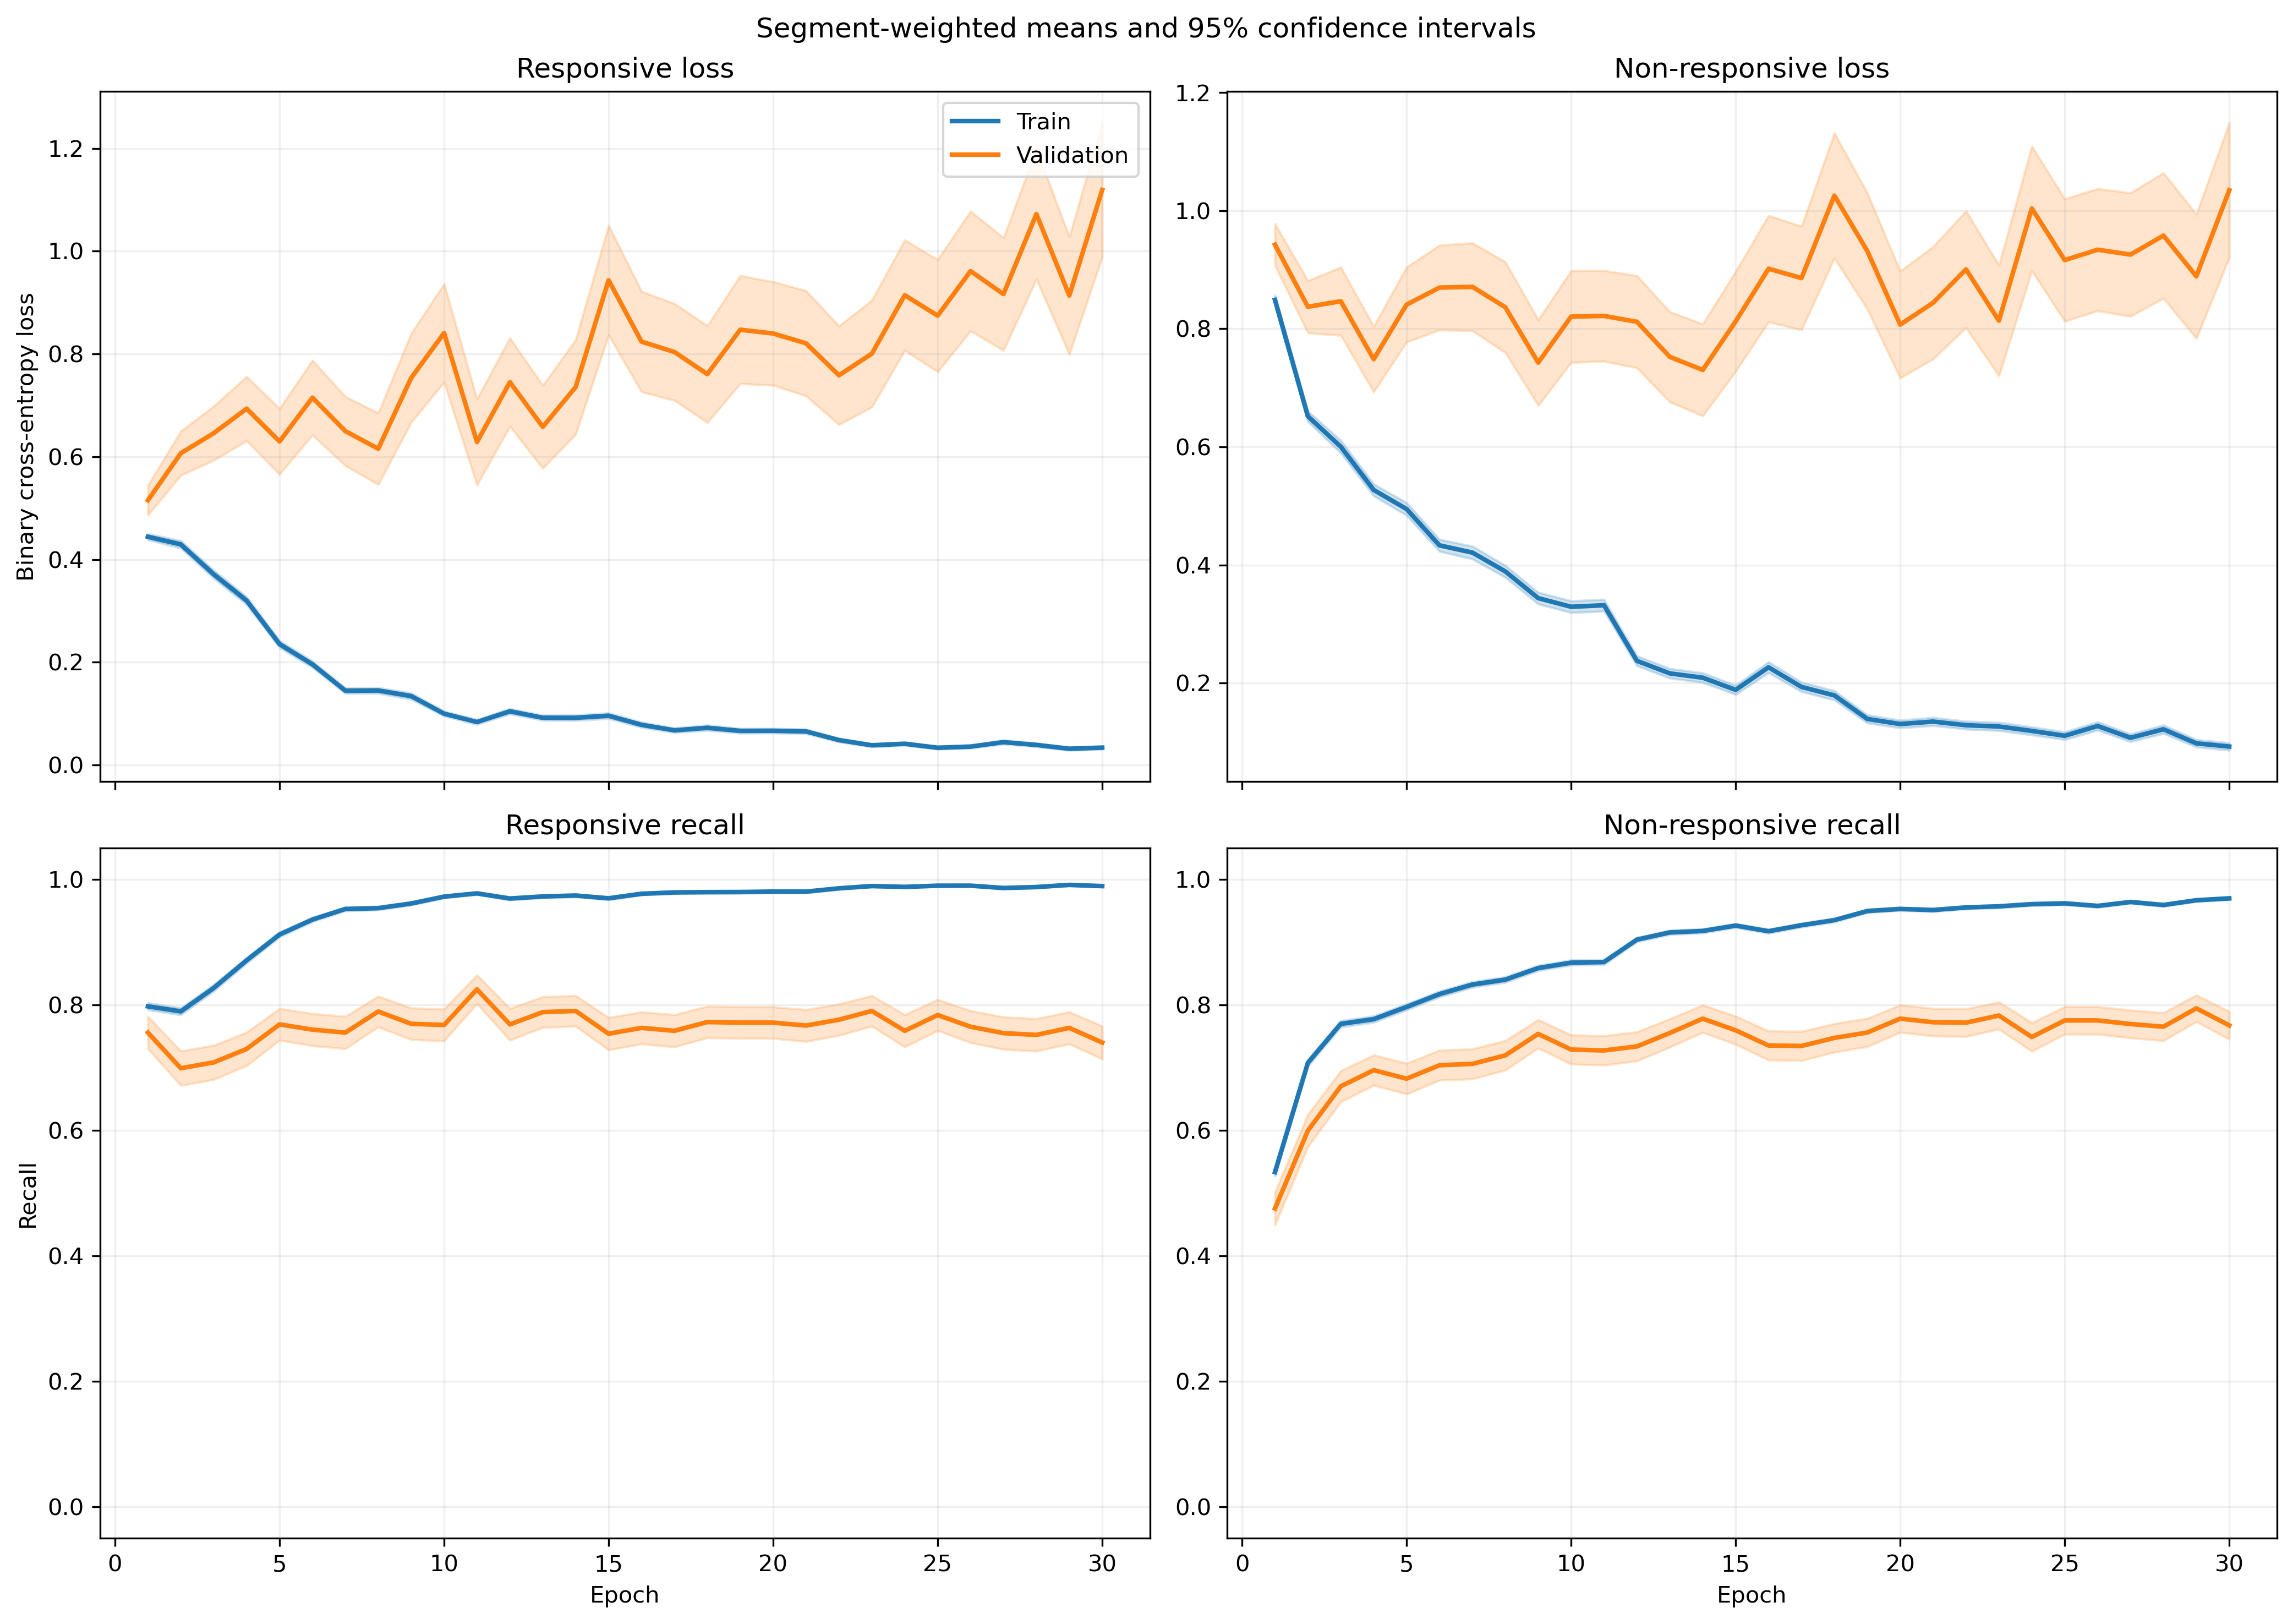 Segment-weighted means and 95% confidence intervals
Responsive loss
Non-responsive loss
Binary cross-entropy loss
1.2
1.0
0.8
0.6
0.4
0.2
0.0
Train
Validation
1.2
1.0
0.8
0.6
0.4
0.2
Responsive recall
Non-responsive recall
Recall
1.0
0.8
0.6
0.4
0.2
0.0
0 5 10 15 20 25 30
Epoch
1.0
0.8
0.6
0.4
0.2
0.0
0 5 10 15 20 25 30
Epoch